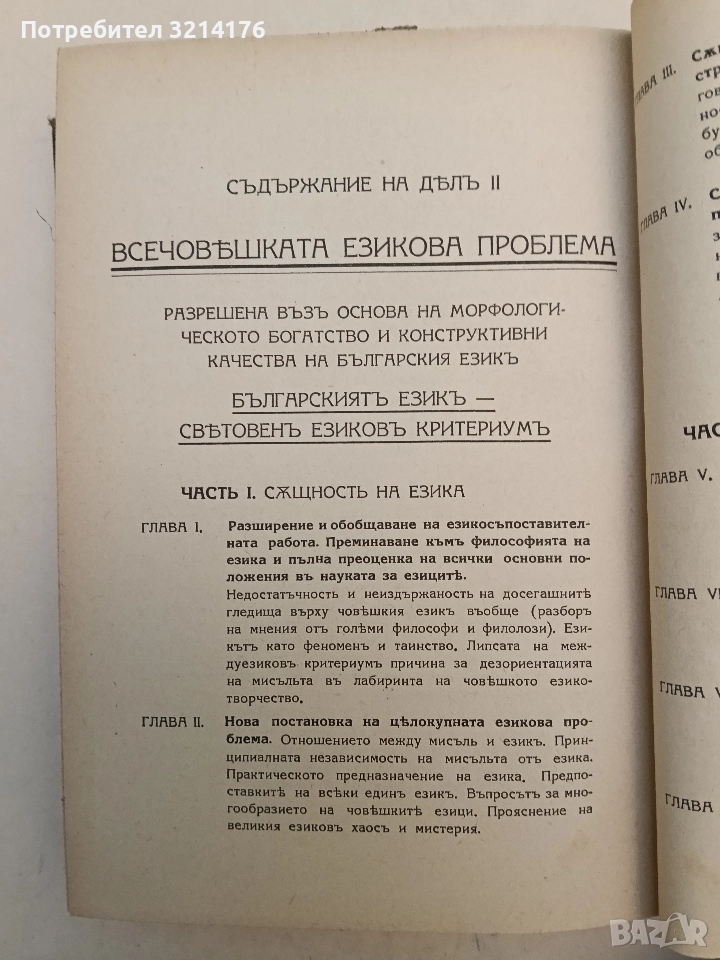 Потребител 3214176
СЪДЪРЖАНИЕ НА ДѢЛЪ II
ВСЕЧОВѢШКАТА ЕЗИКОВА ПРОБЛЕМА
РАЗРЕШЕНА ВЪЗЪ ОСНОВА НА МОРФОЛОГИ-
ЧЕСКОТО БОГАТСТВО И КОНСТРУКТИВНИ
КАЧЕСТВА НА БЪЛГАРСКИЯ ЕЗИКЪ
БЪЛГАРСКИЯТЪ ЕЗИКЪ —
СВѢТОВЕНЪ ЕЗИКОВЪ КРИТЕРИУМЪ
ЧАСТЬ I. СѪЩНОСТЬ НА ЕЗИКА
ГЛАВА I. Разширение и обобщаване на езикосъпоставител-
ната работа. Преминаване към философията на
езика и пълна преоценка на всички основни по-
ложения въ науката за езицитѣ.
Недостатъчность и неиздържаность на досегашнитѣ
гледища върху човѣшкия езикъ въобще (разборъ
на мнения отъ голѣми философи и филолози). Ези-
кътъ като феноменъ и таинство. Липсата на меж-
дуезиковъ критериумъ причина за дезориентацията
на мисълъта въ лабиринта на човѣшкото езико-
творчество.
ГЛАВА II. Нова постановка на цѣлокупната езикова про-
блема. Отношението между мисъль и езикъ. Прин-
ципиалната независимость на мисъльта отъ езика.
Практическото предназначение на езика. Предпо-
ставкитѣ на всѣки единъ езикъ. Въпросътъ за мно-
гообразието на човѣшкитѣ езици. Прояснение на
великия езиковъ хаосъ и мистерия.
ГЛАВА III.
ГЛАВА IV.
ГЛАВА V.
ГЛАВА
ГЛАВА
ГЛАВА
BAZAR